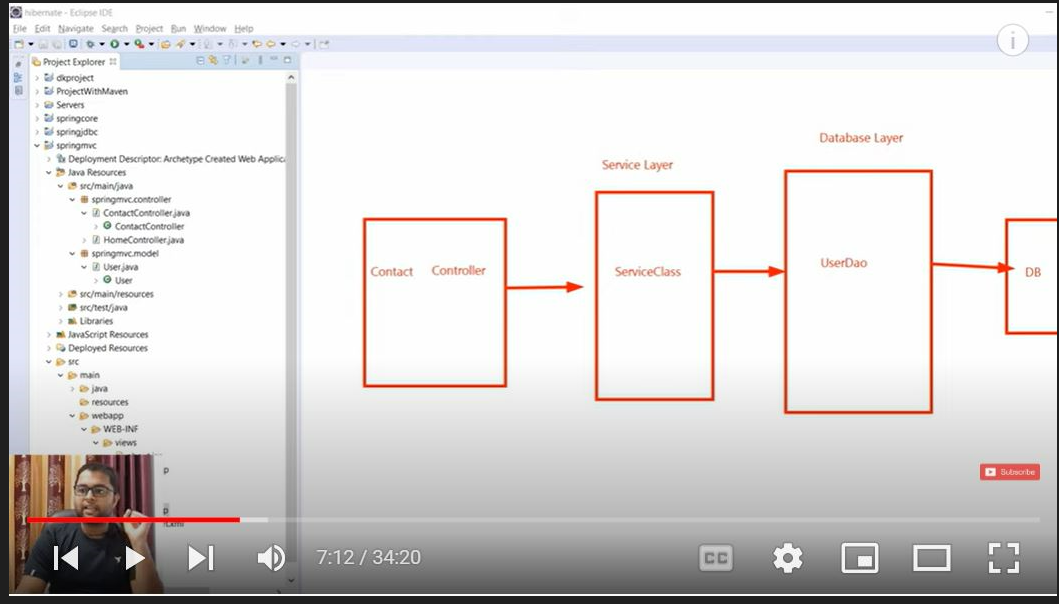 hibernate - Eclipse IDE
File Edit Navigate Search Project Run Window Help
Project Explorer
dkproject
ProjectWithMaven
Servers
springcore
springjdbc
springmvc
Deployment Descriptor: Archetype Created Web Applic
Java Resources
src/main/java
springmvc.controller
ContactController.java
ContactController
HomeController.java
springmvc.model
User.java
User
src/main/resources
src/test/java
Libraries
JavaScript Resources
Deployed Resources
src
main
java
resources
webapp
WEB-INF
views
p
p
Database Layer
Service Layer
Contact Controller
ServiceClass
UserDao
DB
Subscribe
7:12 / 34:20
CC